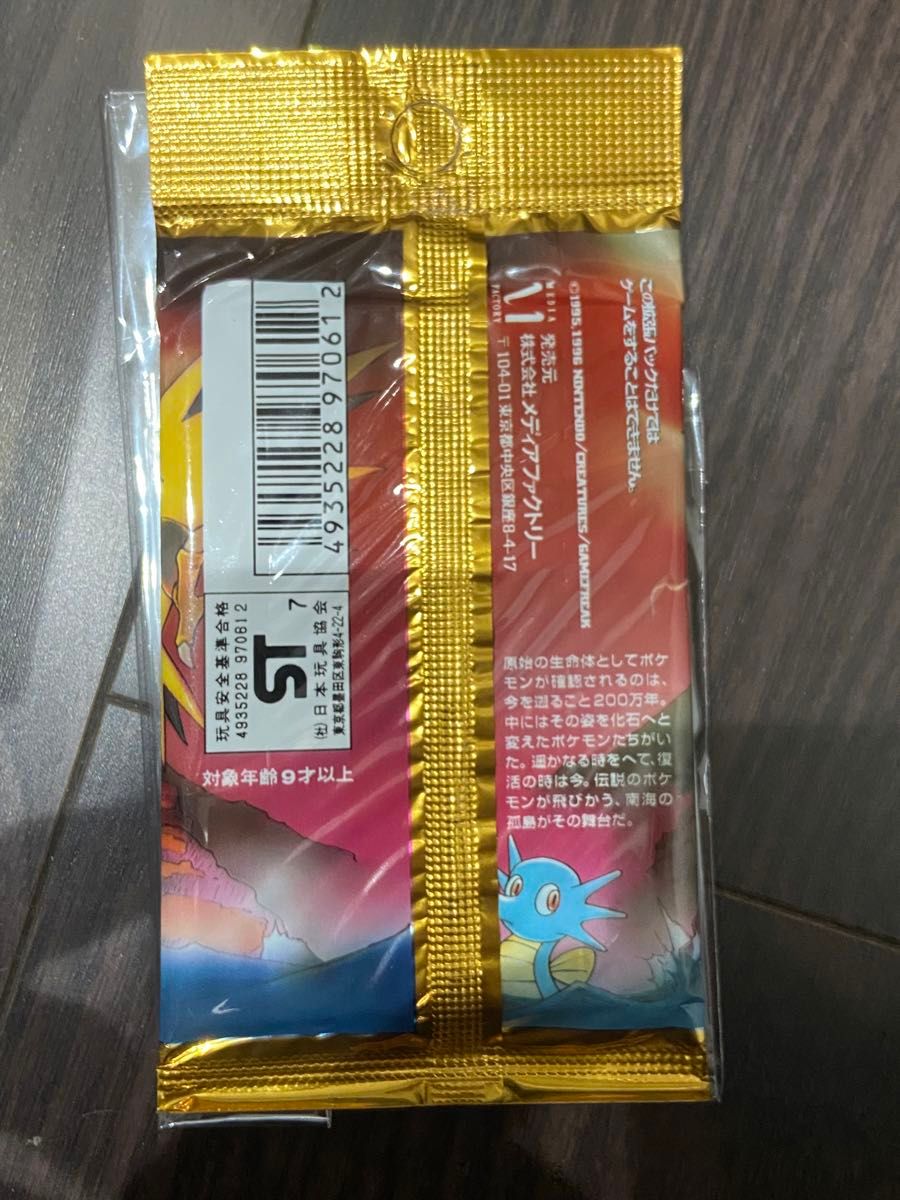 この拡張パックだけでは
ゲームをすることはできません。
©1995,1996 NINTENDO/CREATURES/GAMEFREAK
MEDIA
FACTORY
発売元
株式会社メディアファクトリー
〒104-01東京都中央区銀座8-4-17
原始の生命体としてポケ
モンが確認されるのは、
今を遡ること200万年。
中にはその姿を化石へと
変えたポケモンたちがい
た。遥かなる時をへて、復
活の時は今。伝説のポケ
モンが飛びかう、南海の
孤島がその舞台だ。
4935228970612
玩具安全基準合格
4935228 970612
ST
7
(社)日本玩具協会
東京都墨田区東駒形4-22-4
対象年齢9才以上